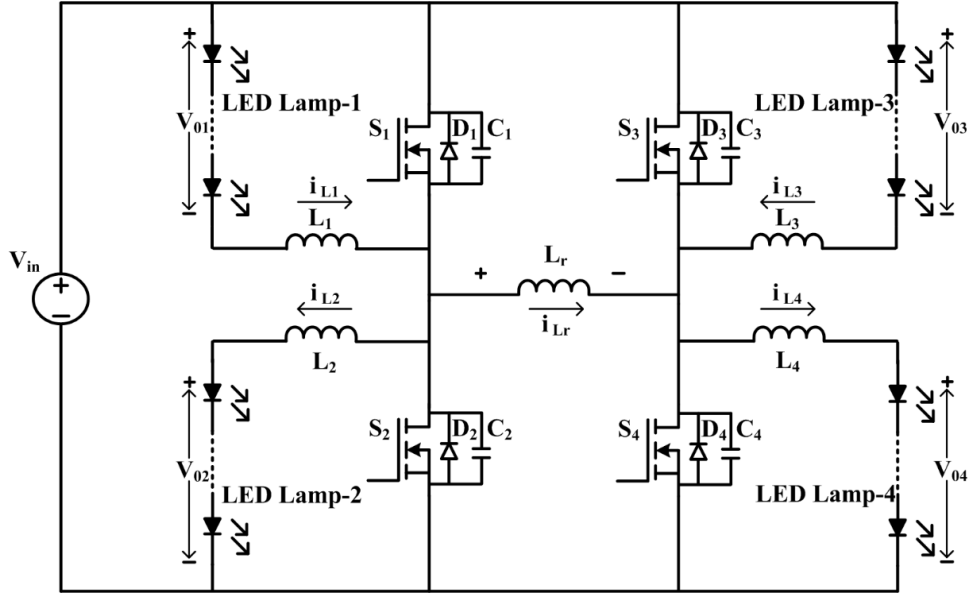 +
+
LED Lamp-1
LED Lamp-3
V01
S1
D1
C1
S3
D3
C3
V03
−
iL1
L1
iL3
L3
−
Vin
+
−
Lr
+
−
iLr
iL2
L2
iL4
L4
+
+
V02
S2
D2
C2
S4
D4
C4
V04
LED Lamp-2
LED Lamp-4
−
−